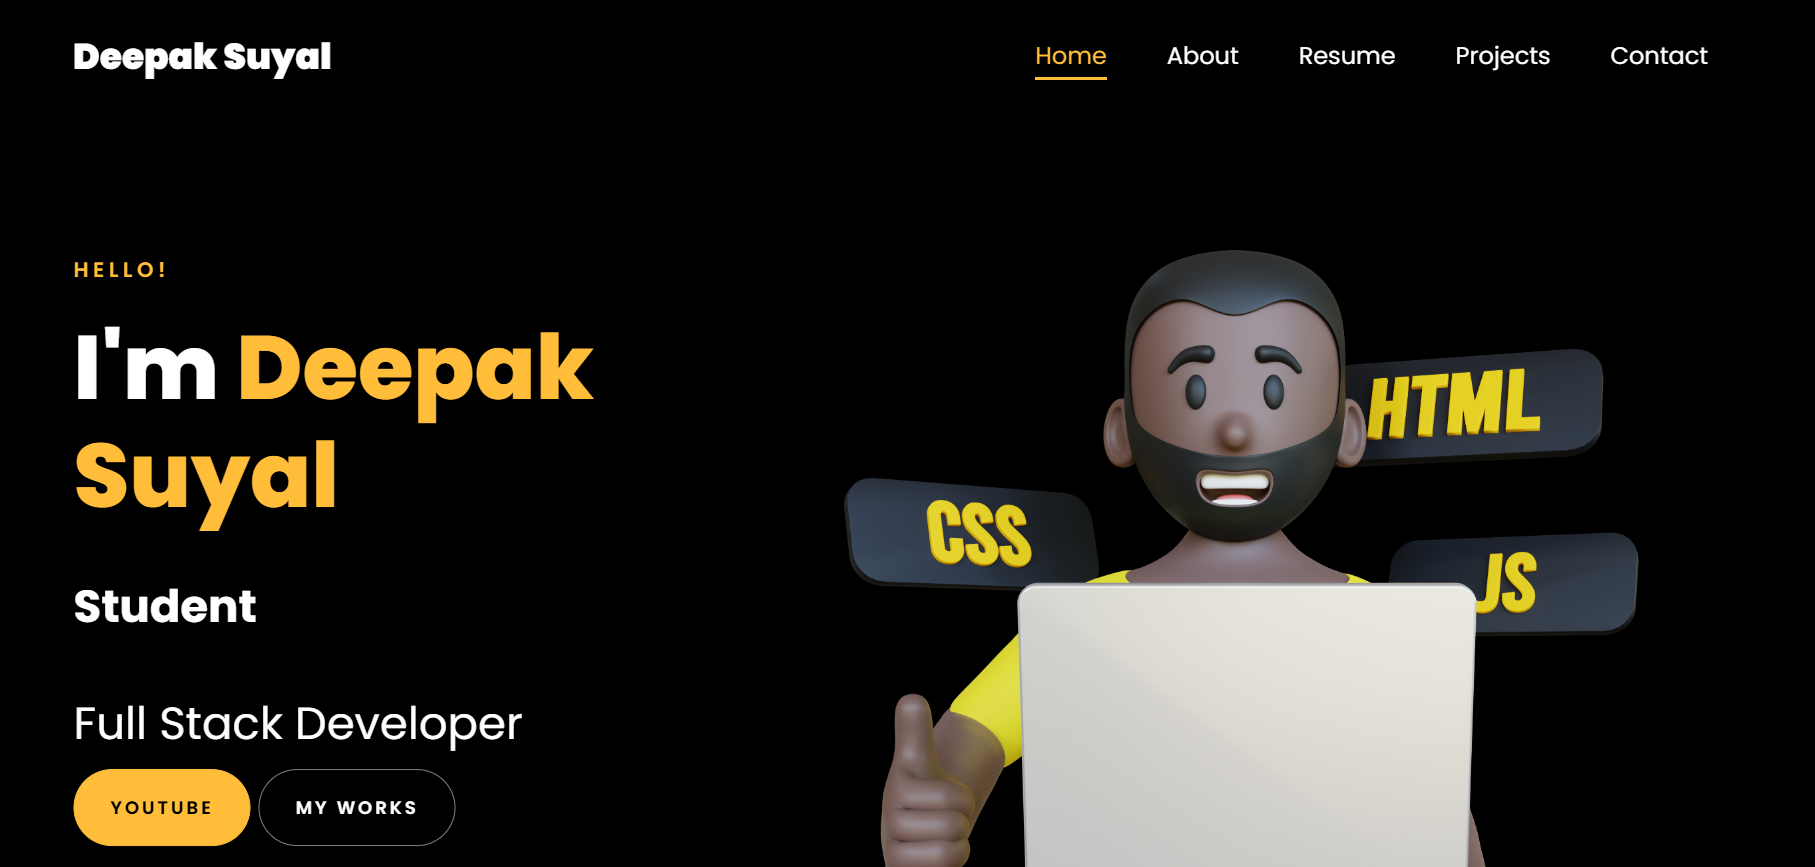 Deepak Suyal
Home About Resume Projects Contact
HELLO!
I'm Deepak
Suyal
Student
Full Stack Developer
YOUTUBE MY WORKS
HTML
CSS
JS